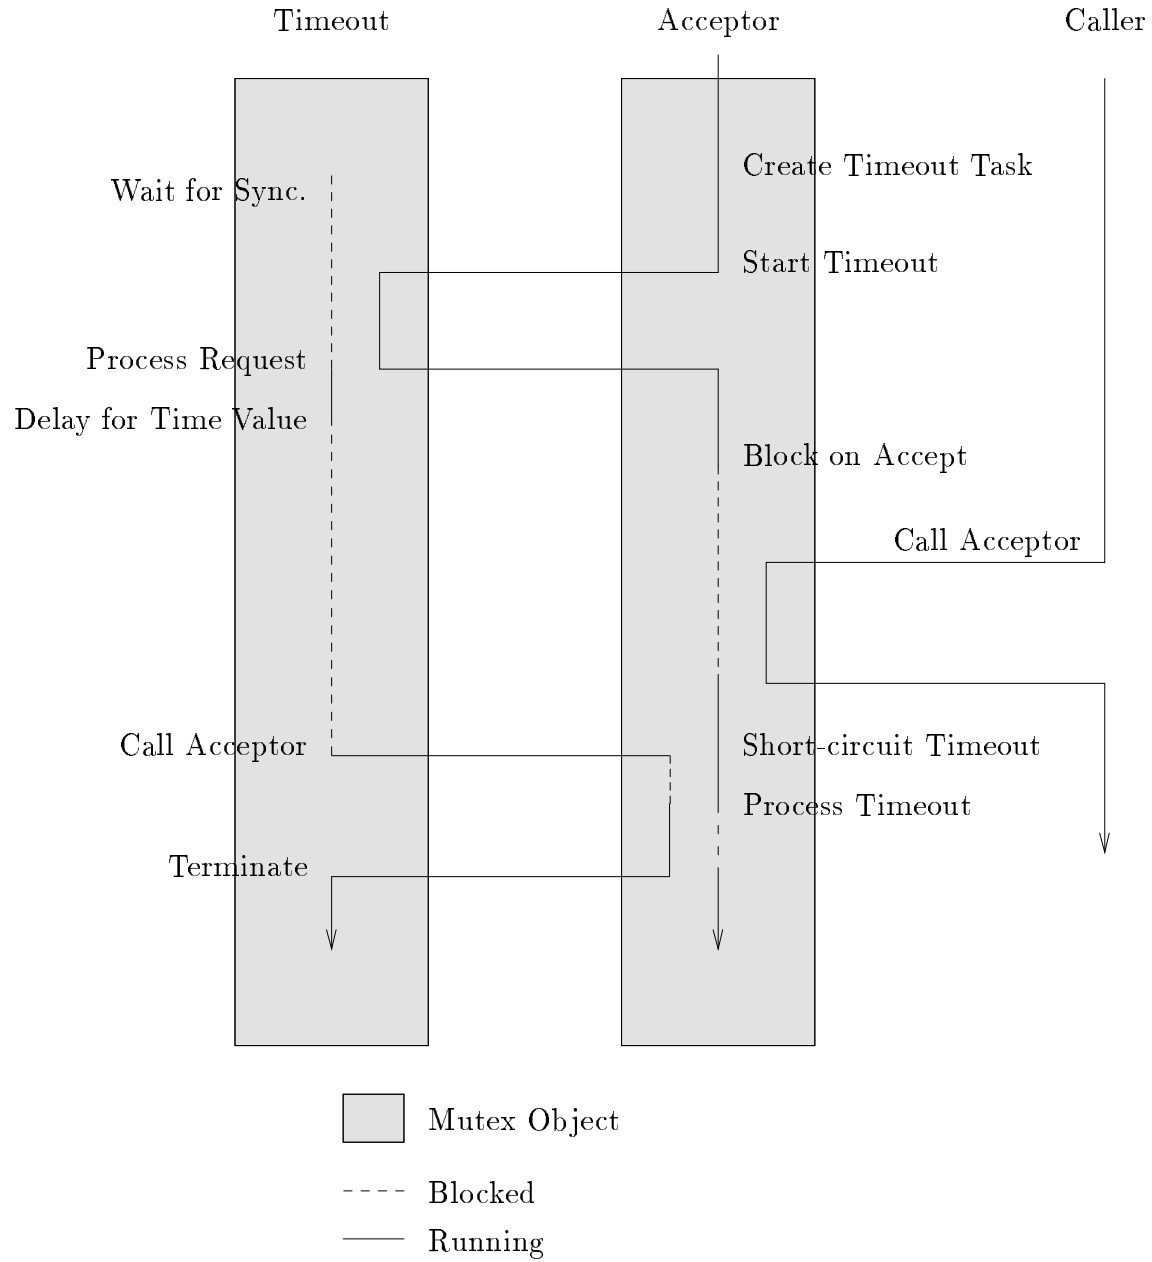 Timeout
Acceptor
Caller
Create Timeout Task
Wait for Sync.
Start Timeout
Process Request
Delay for Time Value
Block on Accept
Call Acceptor
Call Acceptor
Short-circuit Timeout
Process Timeout
Terminate
Mutex Object
Blocked
Running